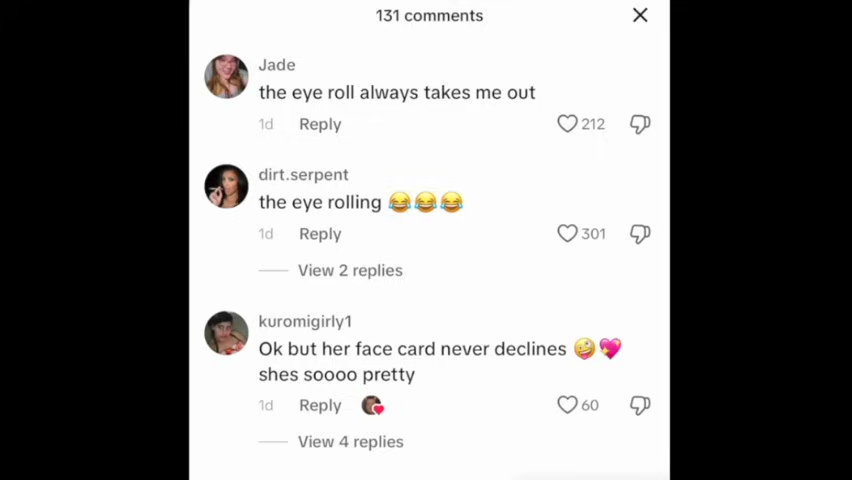 131 comments
Jade
the eye roll always takes me out
1d Reply 212
dirt.serpent
the eye rolling 😂😂😂
1d Reply 301
View 2 replies
kuromigirly1
Ok but her face card never declines 🤪💖
shes soooo pretty
1d Reply 60
View 4 replies